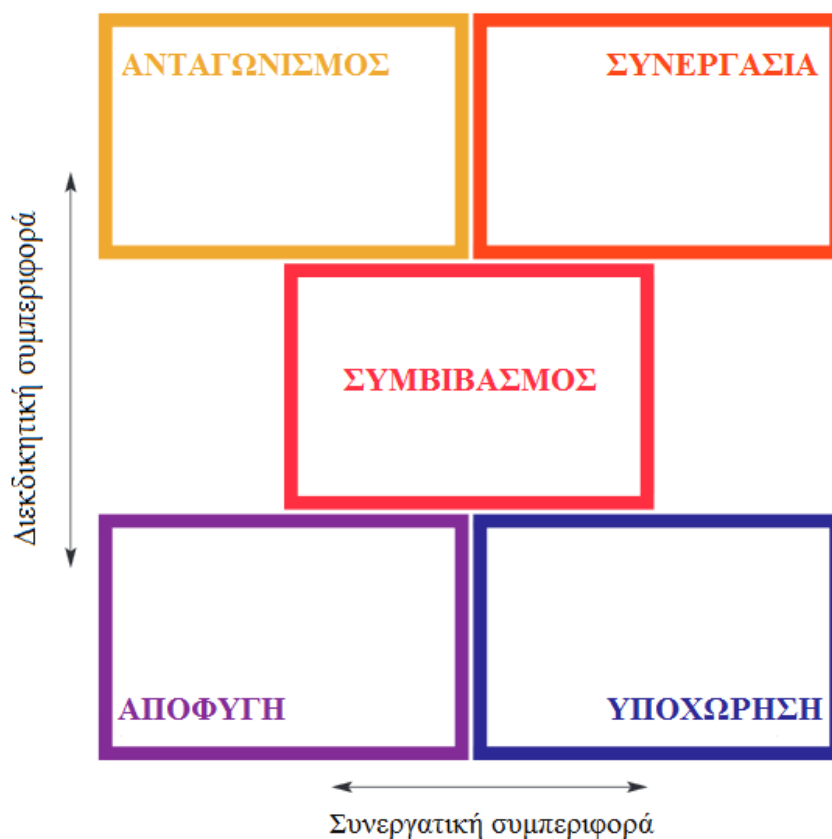 ΑΝΤΑΓΩΝΙΣΜΟΣ
ΣΥΝΕΡΓΑΣΙΑ
Διεκδικητική συμπεριφορά
ΣΥΜΒΙΒΑΣΜΟΣ
ΑΠΟΦΥΓΗ
ΥΠΟΧΩΡΗΣΗ
Συνεργατική συμπεριφορά